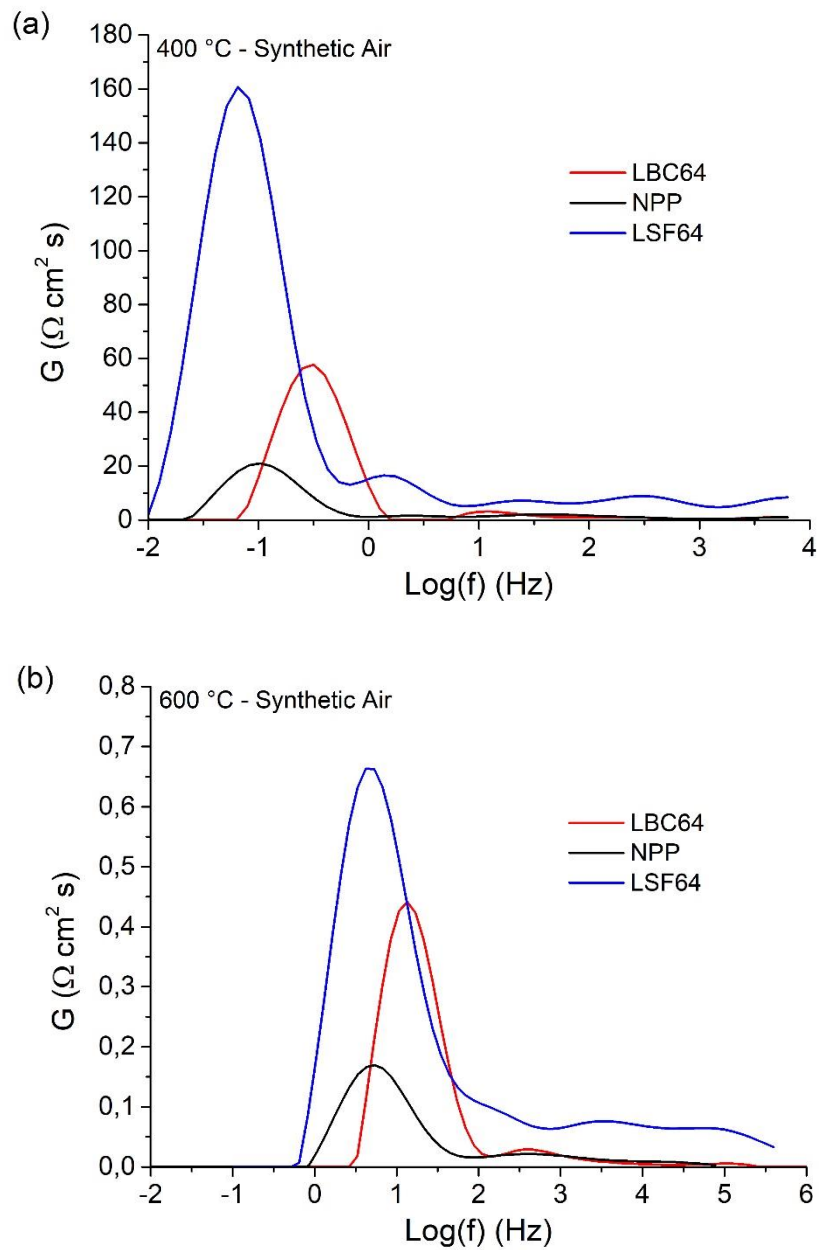 (a)
400 °C - Synthetic Air
LBC64
NPP
LSF64
G (Ω cm² s)
180
160
140
120
100
80
60
40
20
0
-2 -1 0 1 2 3 4
Log(f) (Hz)
(b)
600 °C - Synthetic Air
LBC64
NPP
LSF64
G (Ω cm² s)
0,8
0,7
0,6
0,5
0,4
0,3
0,2
0,1
0,0
-2 -1 0 1 2 3 4 5 6
Log(f) (Hz)